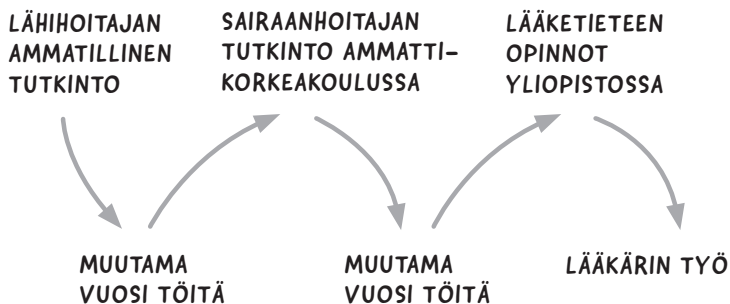 LÄHIHOITAJAN
AMMATILLINEN
TUTKINTO
SAIRAANHOITAJAN
TUTKINTO AMMATTI–
KORKEAKOULUSSA
LÄÄKETIETEEN
OPINNOT
YLIOPISTOSSA
MUUTAMA
VUOSI TÖITÄ
MUUTAMA
VUOSI TÖITÄ
LÄÄKÄRIN TYÖ